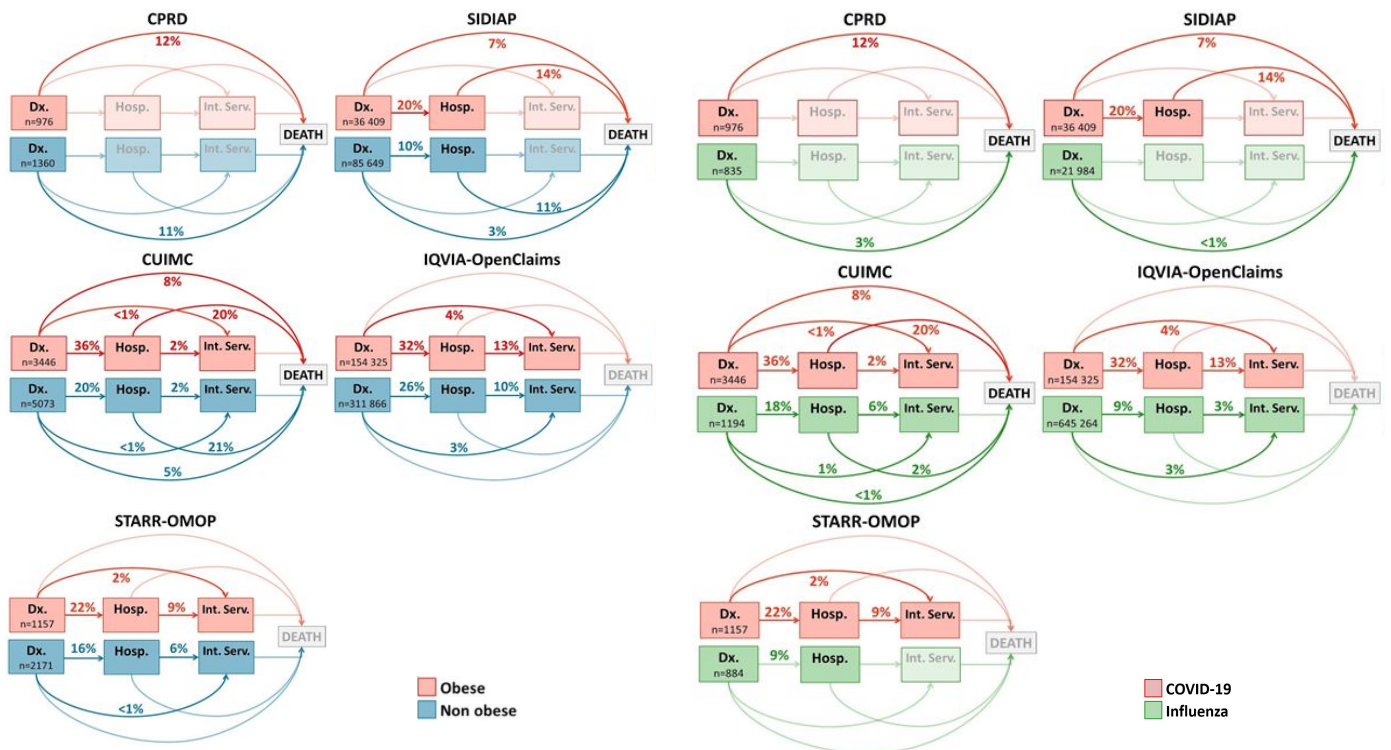 CPRD
12%
Dx.
n=976
Hosp.
Int. Serv.
DEATH
Dx.
n=1360
Hosp.
Int. Serv.
11%
SIDIAP
7%
14%
Dx.
n=36 409
20%
Hosp.
Int. Serv.
DEATH
Dx.
n=85 649
10%
Hosp.
Int. Serv.
11%
3%
CUIMC
8%
<1%
20%
Dx.
n=3446
36%
Hosp.
2%
Int. Serv.
DEATH
Dx.
n=5073
20%
Hosp.
2%
Int. Serv.
<1%
21%
5%
IQVIA-OpenClaims
4%
Dx.
n=154 325
32%
Hosp.
13%
Int. Serv.
DEATH
Dx.
n=311 866
26%
Hosp.
10%
Int. Serv.
3%
STARR-OMOP
2%
Dx.
n=1157
22%
Hosp.
9%
Int. Serv.
DEATH
Dx.
n=2171
16%
Hosp.
6%
Int. Serv.
<1%
Obese
Non obese
CPRD
12%
Dx.
n=976
Hosp.
Int. Serv.
DEATH
Dx.
n=835
Hosp.
Int. Serv.
3%
SIDIAP
7%
14%
Dx.
n=36 409
20%
Hosp.
Int. Serv.
DEATH
Dx.
n=21 984
Hosp.
Int. Serv.
<1%
CUIMC
8%
<1%
20%
Dx.
n=3446
36%
Hosp.
2%
Int. Serv.
DEATH
Dx.
n=1194
18%
Hosp.
6%
Int. Serv.
1%
2%
<1%
IQVIA-OpenClaims
4%
Dx.
n=154 325
32%
Hosp.
13%
Int. Serv.
DEATH
Dx.
n=645 264
9%
Hosp.
3%
Int. Serv.
3%
STARR-OMOP
2%
Dx.
n=1157
22%
Hosp.
9%
Int. Serv.
DEATH
Dx.
n=884
9%
Hosp.
Int. Serv.
COVID-19
Influenza